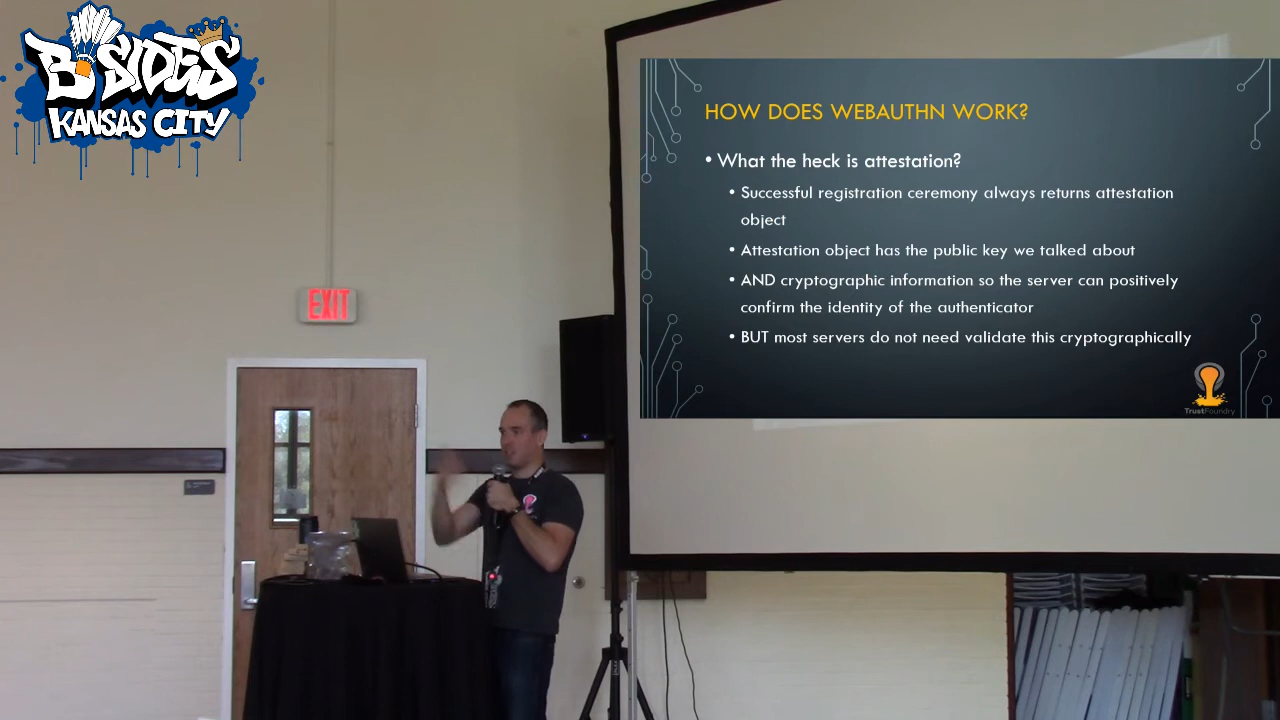 B·SIDES
KANSAS CITY
HOW DOES WEBAUTHN WORK?
• What the heck is attestation?
• Successful registration ceremony always returns attestation
object
• Attestation object has the public key we talked about
• AND cryptographic information so the server can positively
confirm the identity of the authenticator
• BUT most servers do not need validate this cryptographically
TrustFoundry
EXIT